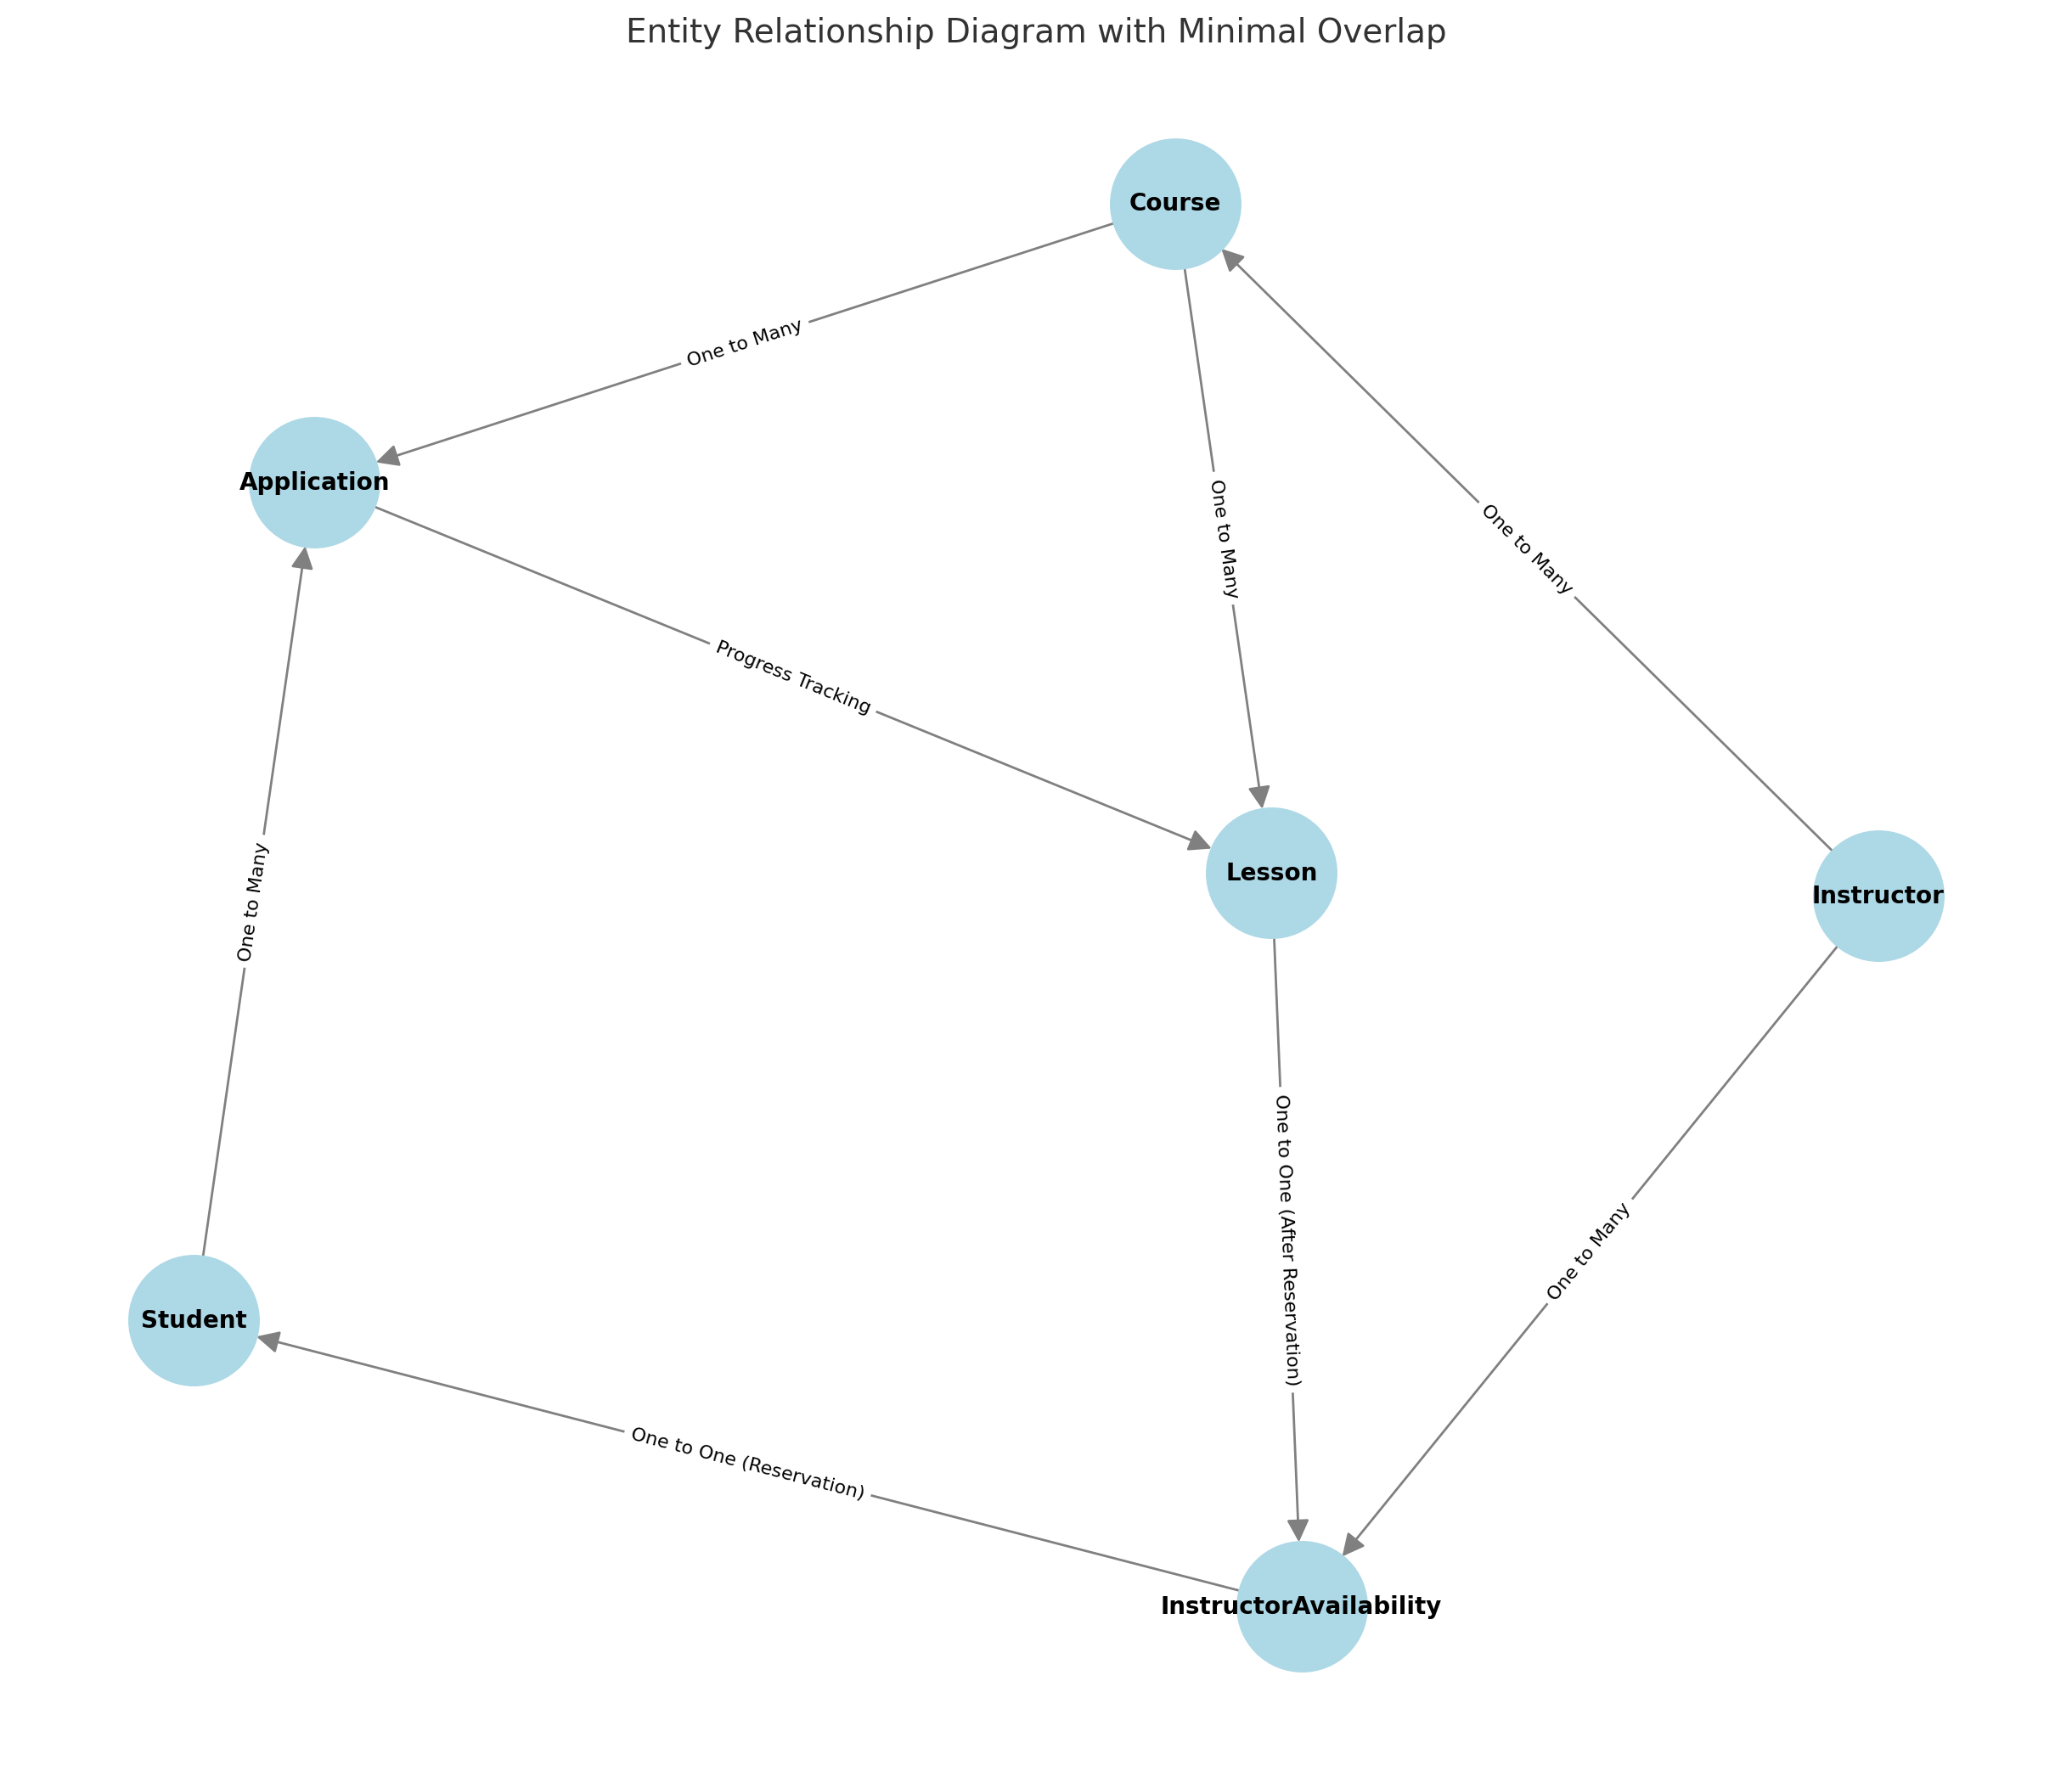 Entity Relationship Diagram with Minimal Overlap
Course
One to Many
Application
One to Many
One to Many
Progress Tracking
Lesson
Instructor
One to Many
One to One (After Reservation)
One to Many
Student
One to One (Reservation)
InstructorAvailability